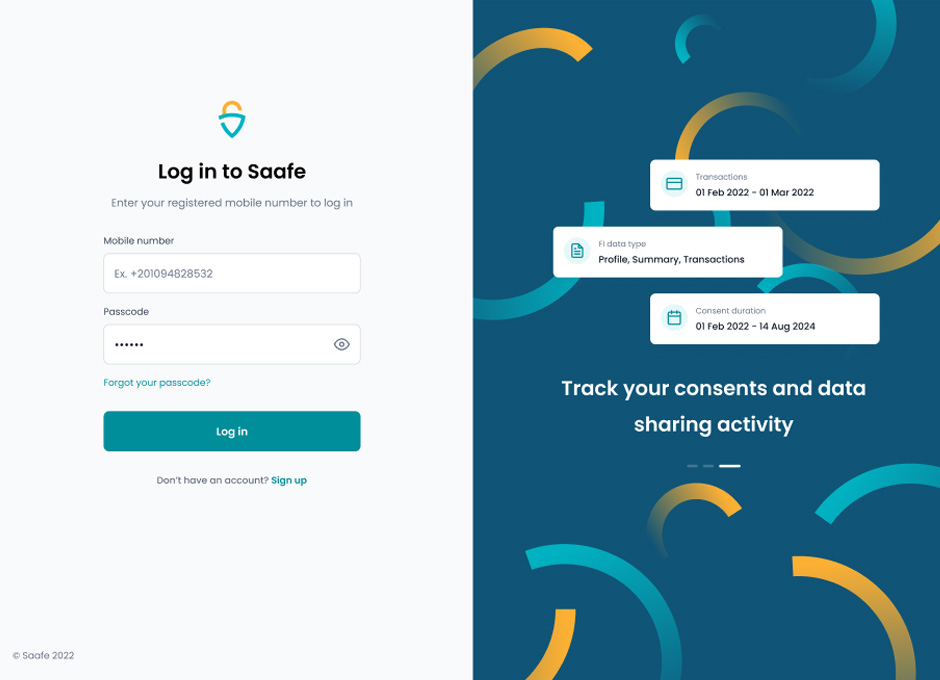 Log in to Saafe
Enter your registered mobile number to log in
Mobile number
Ex. +201094828532
Passcode
••••••
Forgot your passcode?
Log in
Don't have an account? Sign up
© Saafe 2022
Transactions
01 Feb 2022 - 01 Mar 2022
FI data type
Profile, Summary, Transactions
Consent duration
01 Feb 2022 - 14 Aug 2024
Track your consents and data
sharing activity